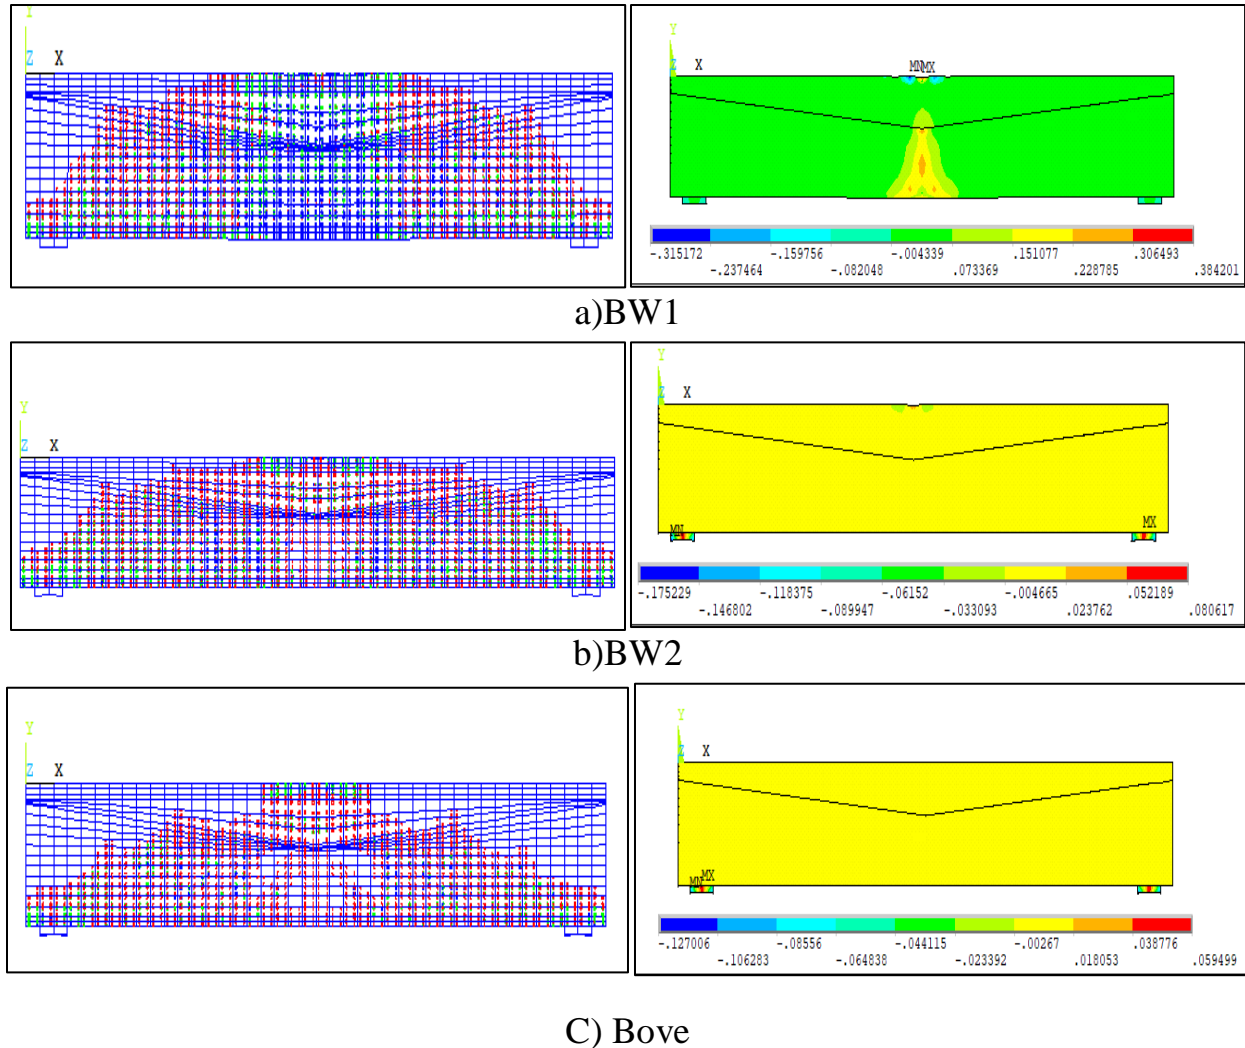 Y
Z X
Y
MNMX
Z X
-.315172 -.159756 -.004339 .151077 .306493
-.237464 -.082048 .073369 .228785 .384201
a)BW1
Y
Z X
Y
Z X
MN MX
-.175229 -.118375 -.06152 -.004665 .052189
-.146802 -.089947 -.033093 .023762 .080617
b)BW2
Y
Z X
Y
Z X
MNMX
-.127006 -.08556 -.044115 -.00267 .038776
-.106283 -.064838 -.023392 .018053 .059499
C) Bove